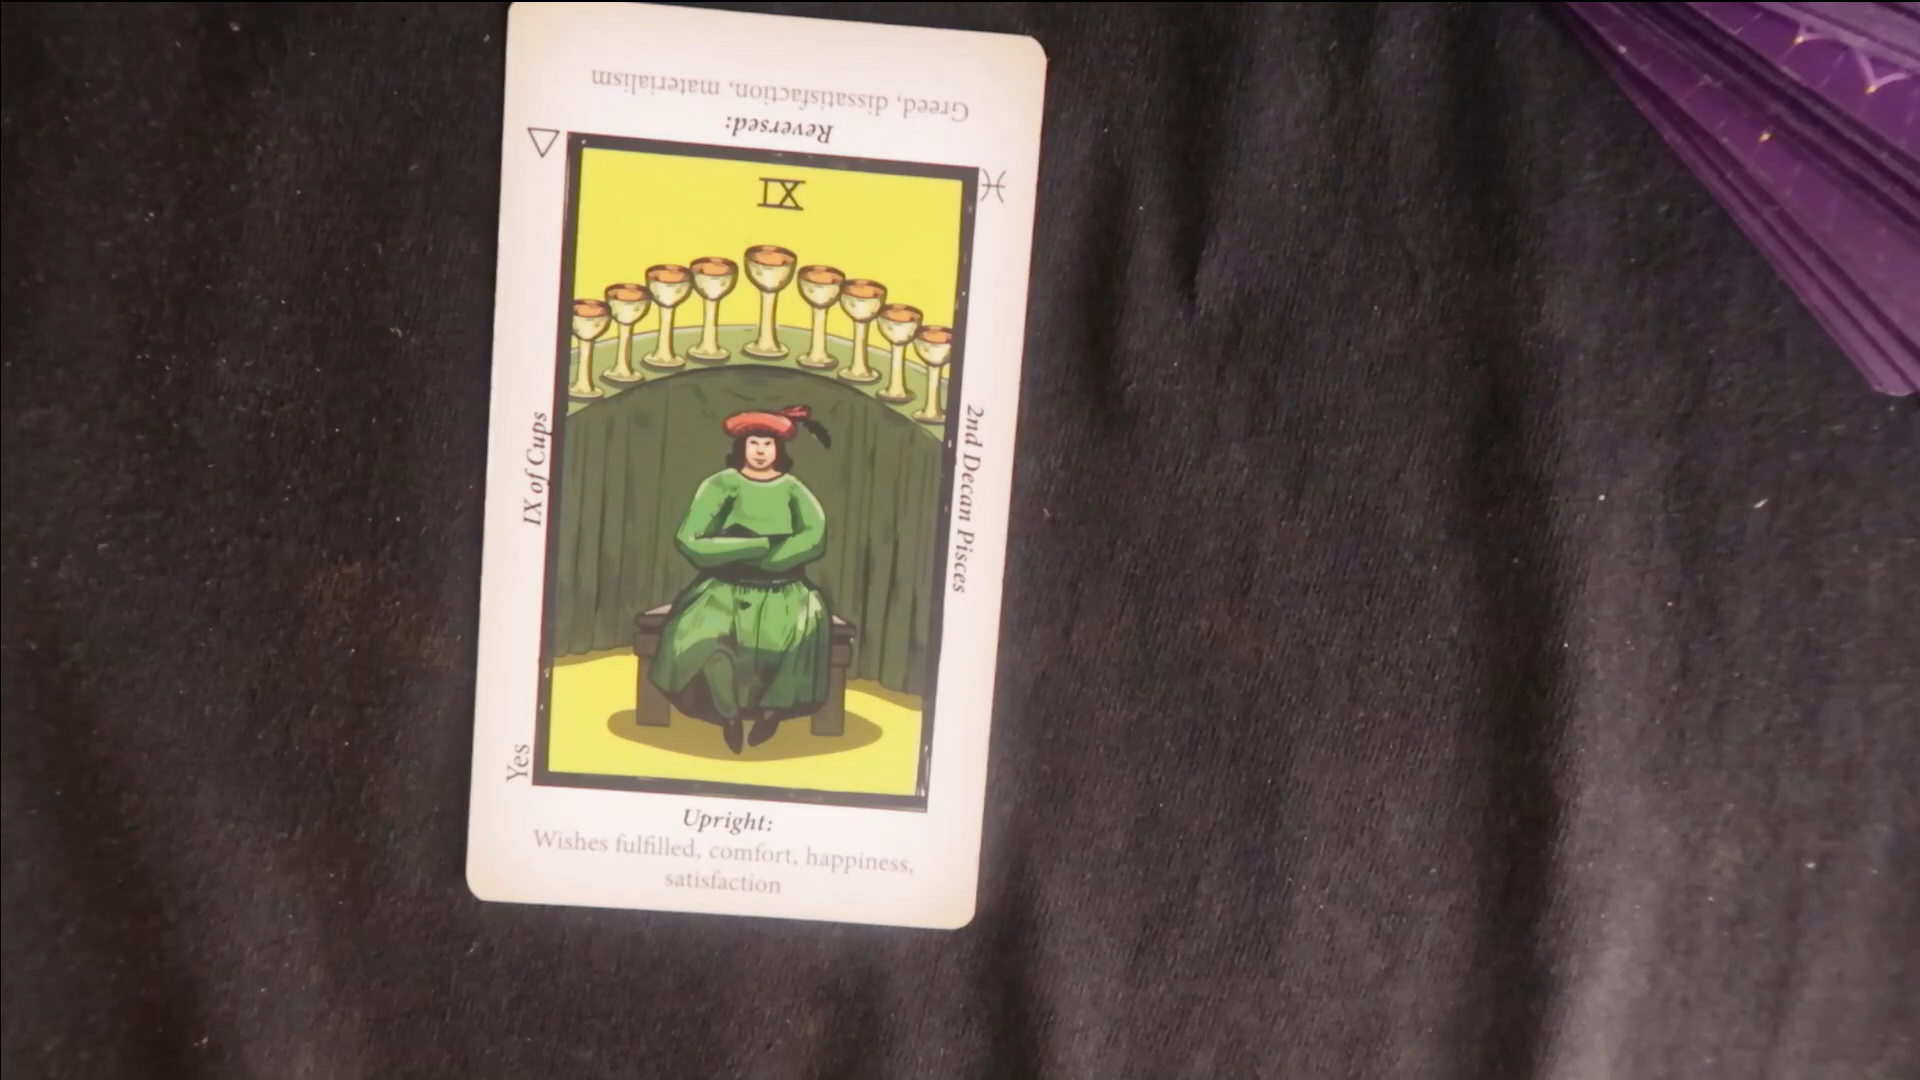 Greed, dissatisfaction, materialism
Reversed:
IX
IX of Cups
2nd Decan Pisces
Yes
Upright:
Wishes fulfilled, comfort, happiness,
satisfaction